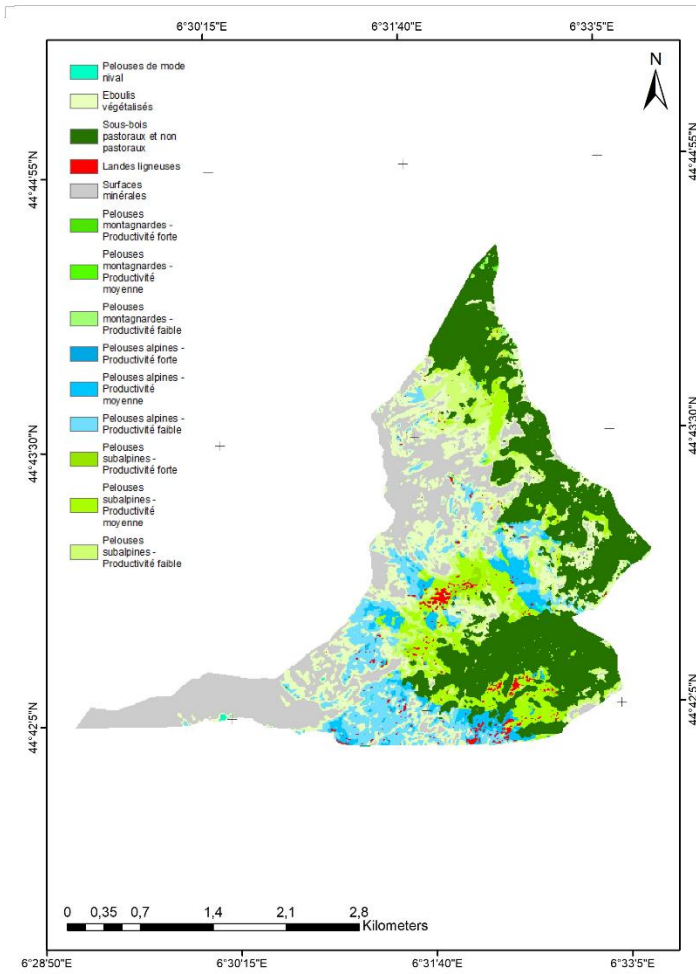 6°30'15"E
6°31'40"E
6°33'5"E
N
Pelouses de mode
nival
Eboulis
végétalisés
Sous-bois
pastoraux et non
pastoraux
Landes ligneuses
Surfaces
minérales
Pelouses
montagnardes -
Productivité forte
Pelouses
montagnardes -
Productivité
moyenne
Pelouses
montagnardes -
Productivité faible
Pelouses alpines -
Productivité forte
Pelouses alpines -
Productivité
moyenne
Pelouses alpines -
Productivité faible
Pelouses
subalpines -
Productivité forte
Pelouses
subalpines -
Productivité
moyenne
Pelouses
subalpines -
Productivité faible
44°44'55"N
44°43'30"N
44°42'5"N
44°44'55"N
44°43'30"N
44°42'5"N
0 0,35 0,7 1,4 2,1 2,8
Kilometers
6°28'50"E
6°30'15"E
6°31'40"E
6°33'5"E